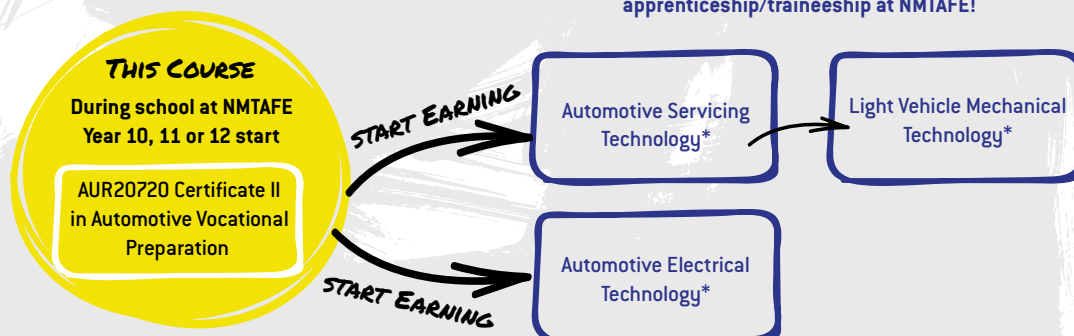 apprenticeship/traineeship at NMTAFE!
THIS COURSE
During school at NMTAFE
Year 10, 11 or 12 start
AUR20720 Certificate II
in Automotive Vocational
Preparation
START EARNING
Automotive Servicing
Technology*
Light Vehicle Mechanical
Technology*
START EARNING
Automotive Electrical
Technology*